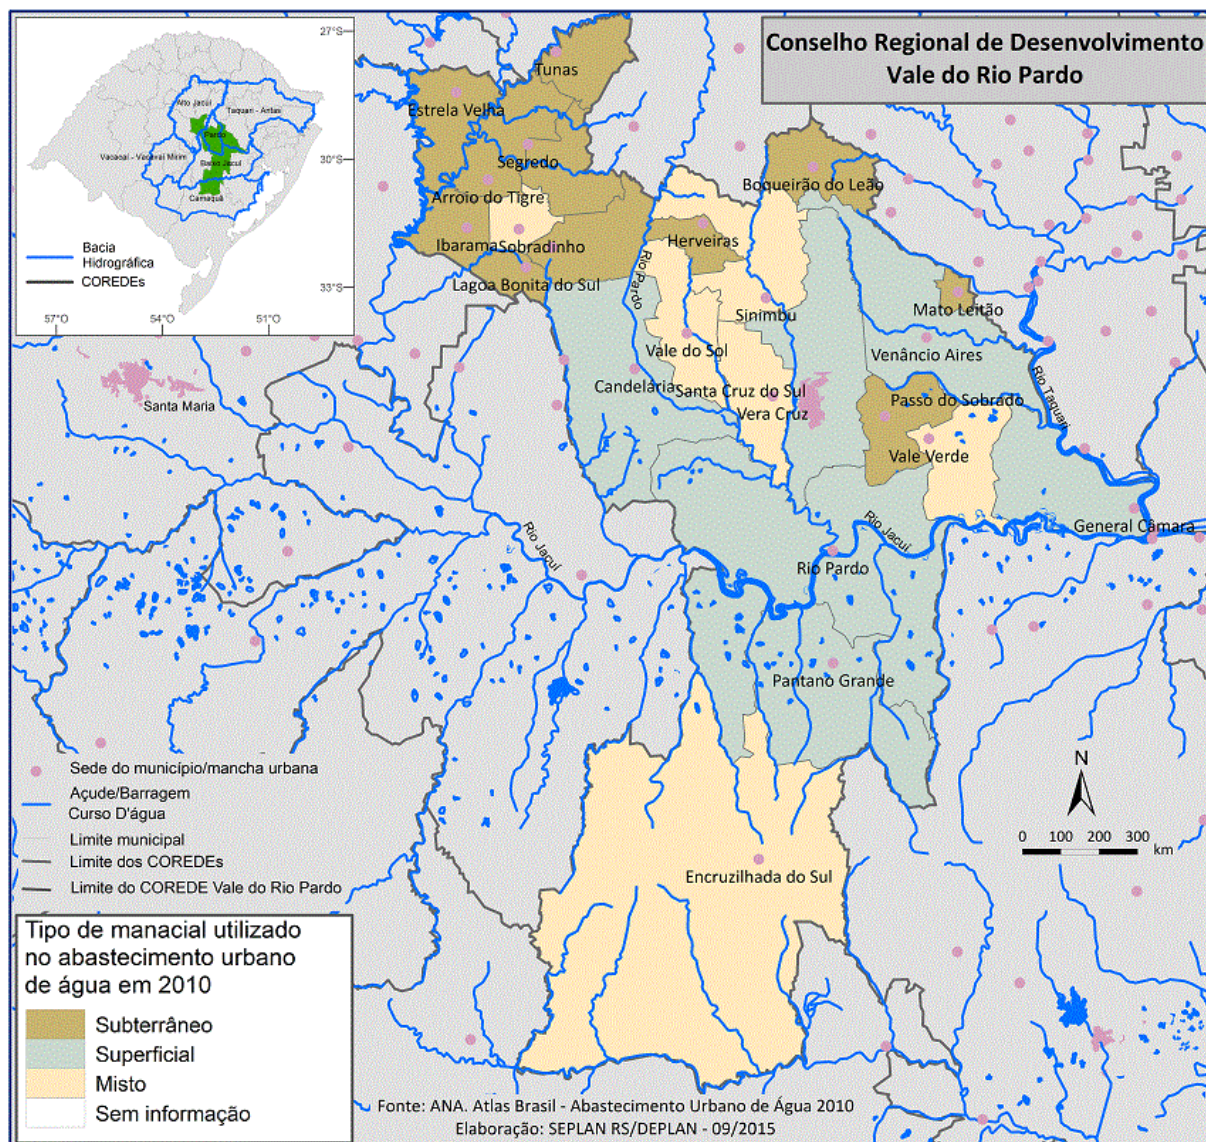 Conselho Regional de Desenvolvimento
Vale do Rio Pardo
27°S
30°S
33°S
57°O
54°O
51°O
Alto Jacuí
Taquari - Antas
Pardo
Vacacaí - Vacavaí Mirim
Baixo Jacuí
Camaquã
Bacia
Hidrográfica
COREDEs
Tunas
Estrela Velha
Segredo
Arroio do Tigre
Ibarama
Sobradinho
Lagoa Bonita do Sul
Boqueirão do Leão
Herveiras
Rio Pardo
Sinimbu
Mato Leitão
Vale do Sol
Venâncio Aires
Candelária
Santa Cruz do Sul
Vera Cruz
Passo do Sobrado
Rio Taquari
Vale Verde
Santa Maria
General Câmara
Rio Jacuí
Rio Jacuí
Rio Pardo
Pantano Grande
Encruzilhada do Sul
N
0 100 200 300
km
Sede do município/mancha urbana
Açude/Barragem
Curso D'água
Limite municipal
Limite dos COREDEs
Limite do COREDE Vale do Rio Pardo
Tipo de manacial utilizado
no abastecimento urbano
de água em 2010
Subterrâneo
Superficial
Misto
Sem informação
Fonte: ANA. Atlas Brasil - Abastecimento Urbano de Água 2010
Elaboração: SEPLAN RS/DEPLAN - 09/2015